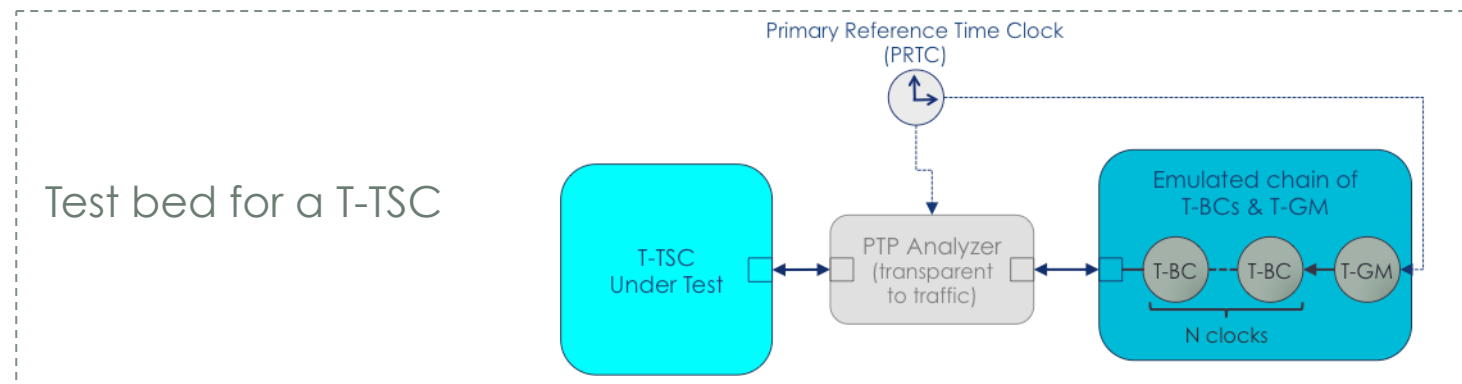 Primary Reference Time Clock
(PRTC)
Test bed for a T-TSC
T-TSC
Under Test
PTP Analyzer
(transparent
to traffic)
Emulated chain of
T-BCs & T-GM
T-BC
T-BC
T-GM
N clocks